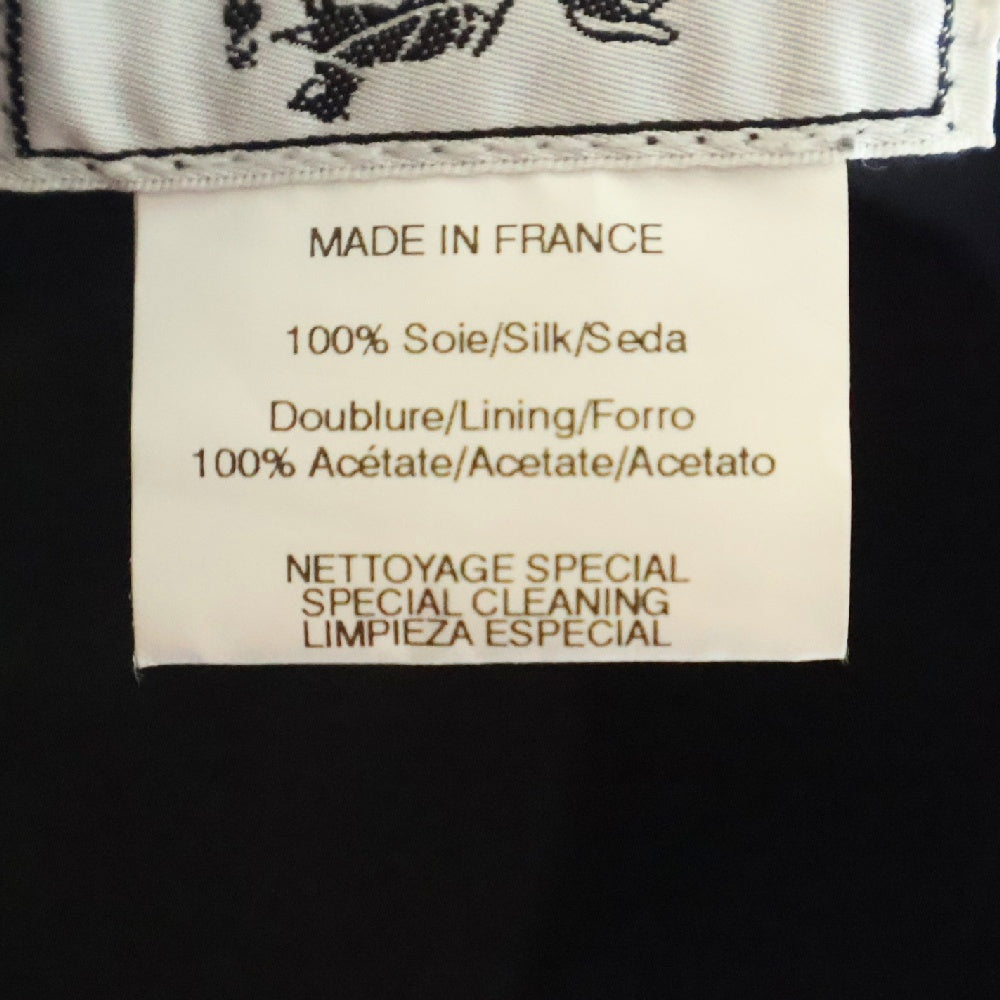 MADE IN FRANCE
100% Soie/Silk/Seda
Doublure/Lining/Forro
100% Acétate/Acetate/Acetato
NETTOYAGE SPECIAL
SPECIAL CLEANING
LIMPIEZA ESPECIAL